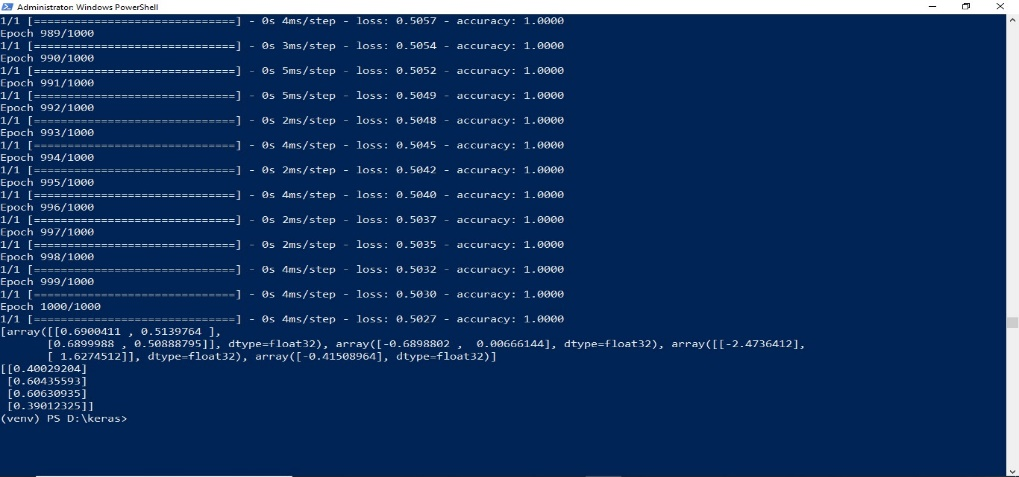 Administrator: Windows PowerShell
1/1 [==============================] - 0s 4ms/step - loss: 0.5057 - accuracy: 1.0000
Epoch 989/1000
1/1 [==============================] - 0s 3ms/step - loss: 0.5054 - accuracy: 1.0000
Epoch 990/1000
1/1 [==============================] - 0s 5ms/step - loss: 0.5052 - accuracy: 1.0000
Epoch 991/1000
1/1 [==============================] - 0s 5ms/step - loss: 0.5049 - accuracy: 1.0000
Epoch 992/1000
1/1 [==============================] - 0s 2ms/step - loss: 0.5048 - accuracy: 1.0000
Epoch 993/1000
1/1 [==============================] - 0s 4ms/step - loss: 0.5045 - accuracy: 1.0000
Epoch 994/1000
1/1 [==============================] - 0s 2ms/step - loss: 0.5042 - accuracy: 1.0000
Epoch 995/1000
1/1 [==============================] - 0s 4ms/step - loss: 0.5040 - accuracy: 1.0000
Epoch 996/1000
1/1 [==============================] - 0s 2ms/step - loss: 0.5037 - accuracy: 1.0000
Epoch 997/1000
1/1 [==============================] - 0s 2ms/step - loss: 0.5035 - accuracy: 1.0000
Epoch 998/1000
1/1 [==============================] - 0s 4ms/step - loss: 0.5032 - accuracy: 1.0000
Epoch 999/1000
1/1 [==============================] - 0s 4ms/step - loss: 0.5030 - accuracy: 1.0000
Epoch 1000/1000
1/1 [==============================] - 0s 4ms/step - loss: 0.5027 - accuracy: 1.0000
[array([[0.6900411 , 0.5139764 ],
       [0.6899988 , 0.50888795]], dtype=float32), array([-0.6898802 ,  0.00666144], dtype=float32), array([[-2.4736412],
       [ 1.6274512]], dtype=float32), array([-0.41508964], dtype=float32)]
[[0.40029204]
 [0.60435593]
 [0.60630935]
 [0.39012325]]
(venv) PS D:\keras>